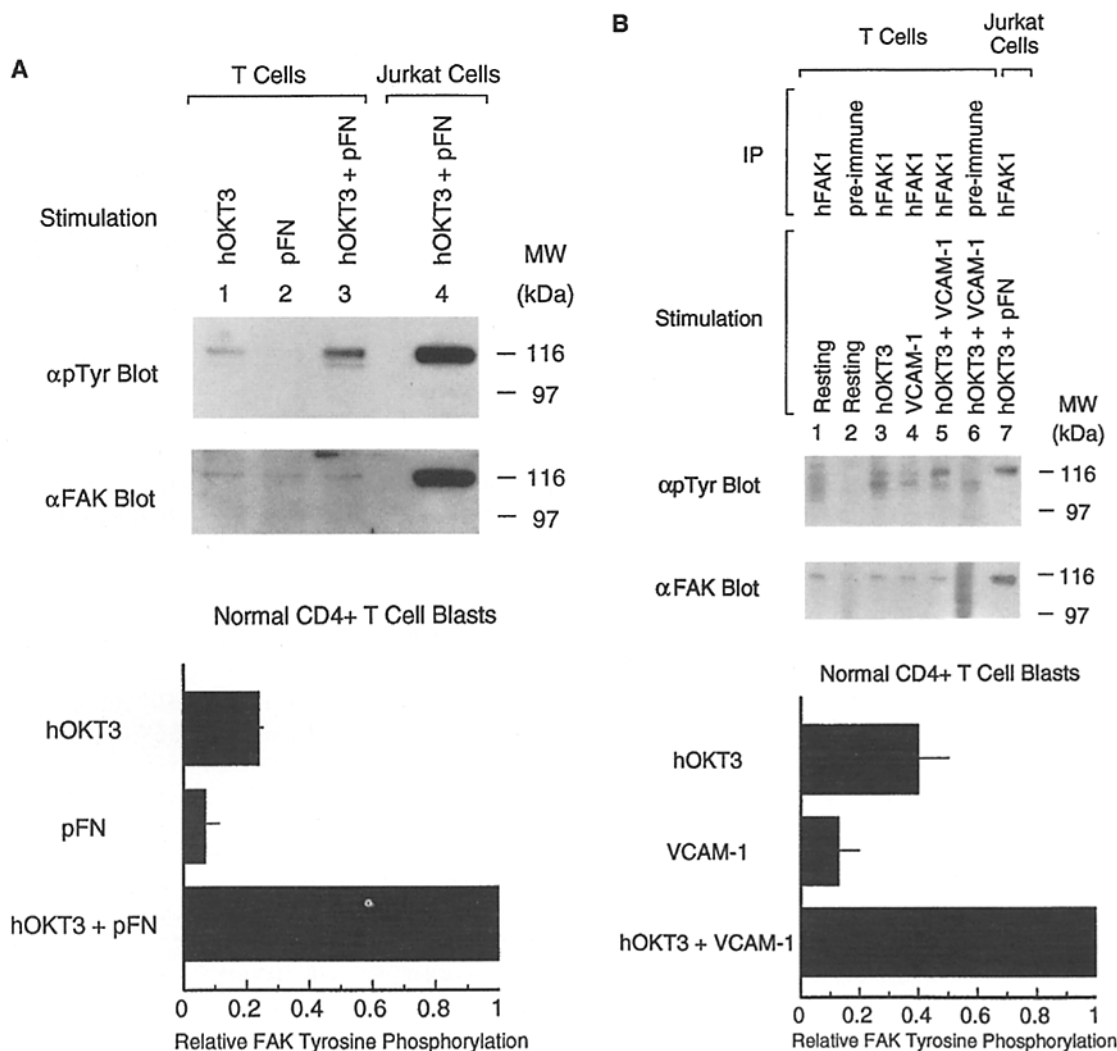 A
T Cells
Jurkat Cells
Stimulation
hOKT3
pFN
hOKT3 + pFN
hOKT3 + pFN
MW
1 2 3 4 (kDa)
αpTyr Blot
116
97
αFAK Blot
116
97
Normal CD4+ T Cell Blasts
hOKT3
pFN
hOKT3 + pFN
0 0.2 0.4 0.6 0.8 1
Relative FAK Tyrosine Phosphorylation
B
T Cells
Jurkat
Cells
IP
hFAK1
pre-immune
hFAK1
hFAK1
hFAK1
pre-immune
hFAK1
Stimulation
Resting
Resting
hOKT3
VCAM-1
hOKT3 + VCAM-1
hOKT3 + VCAM-1
hOKT3 + pFN
MW
1 2 3 4 5 6 7 (kDa)
αpTyr Blot
116
97
αFAK Blot
116
97
Normal CD4+ T Cell Blasts
hOKT3
VCAM-1
hOKT3 + VCAM-1
0 0.2 0.4 0.6 0.8 1
Relative FAK Tyrosine Phosphorylation